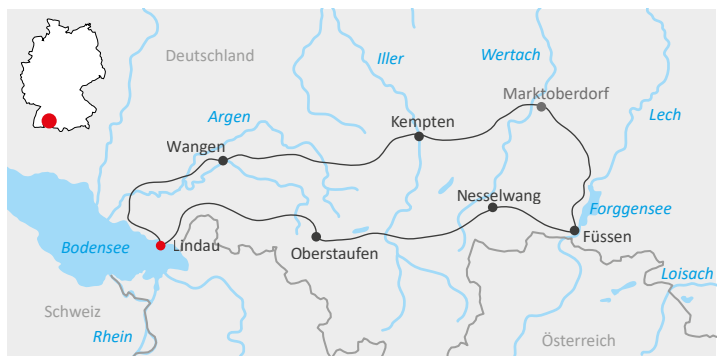 Deutschland
Iller
Wertach
Marktoberdorf
Lech
Argen
Kempten
Wangen
Nesselwang
Forggensee
Füssen
Bodensee
Lindau
Oberstaufen
Loisach
Schweiz
Rhein
Österreich